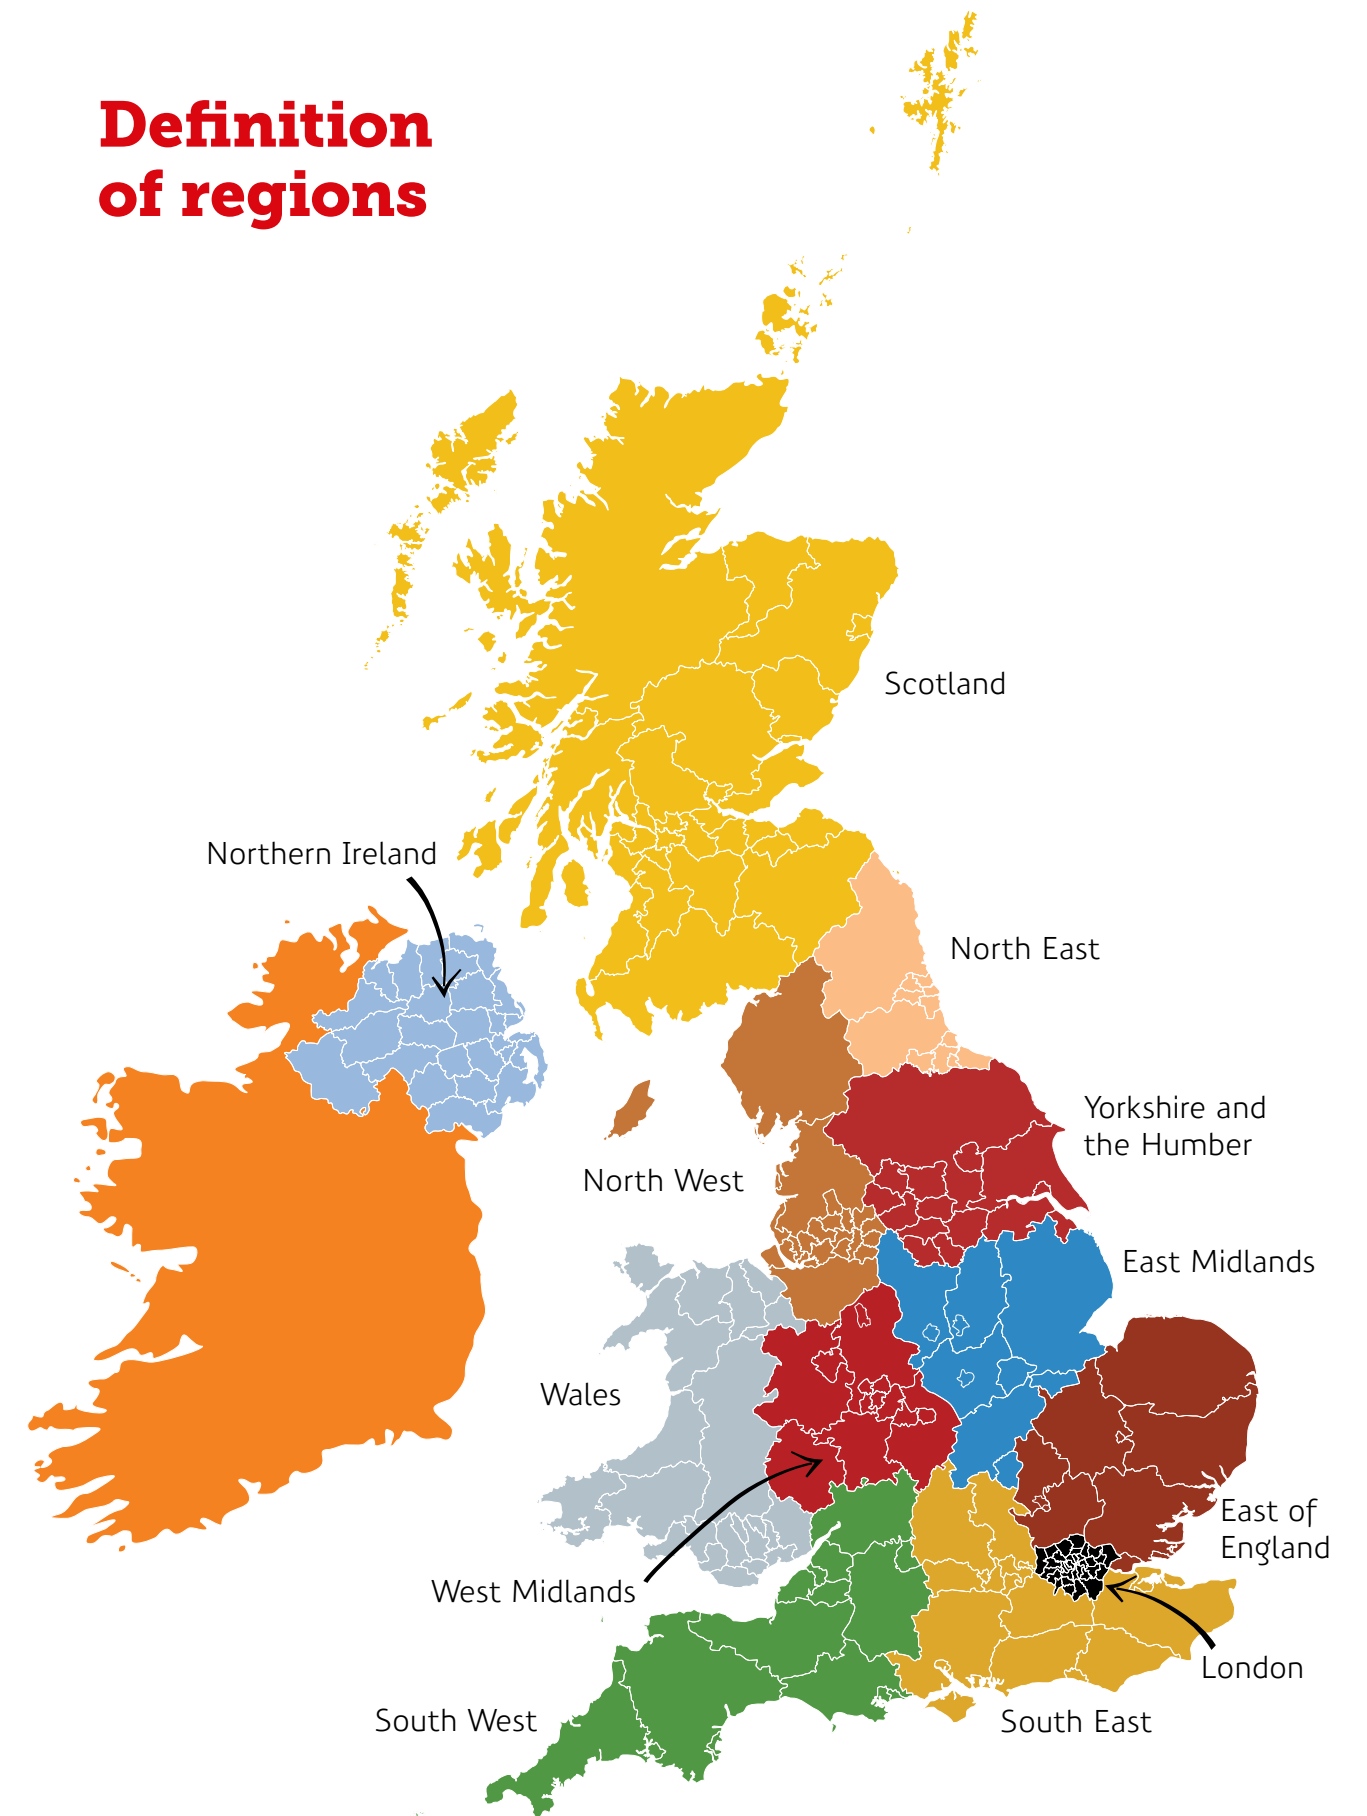 Definition
of regions
Scotland
Northern Ireland
North East
Yorkshire and
the Humber
North West
East Midlands
Wales
East of
England
West Midlands
London
South West
South East